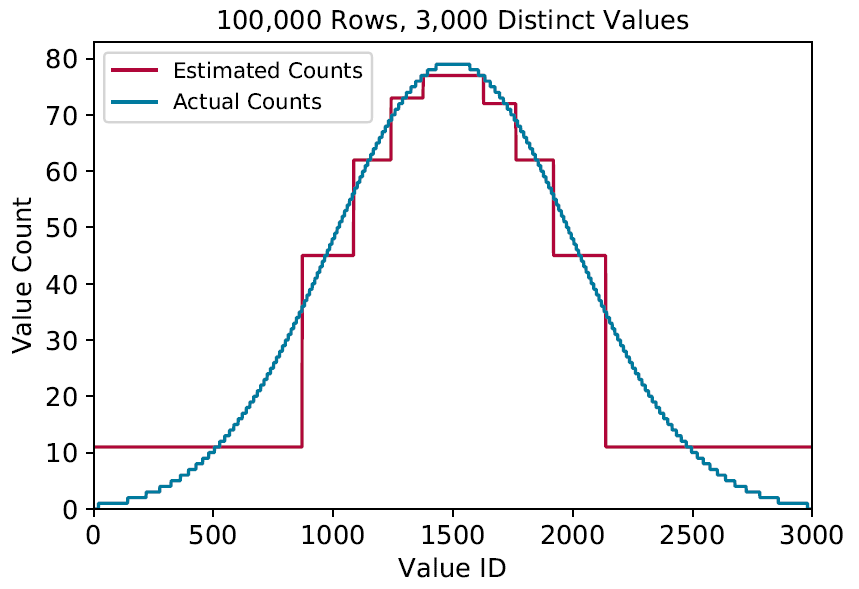 100,000 Rows, 3,000 Distinct Values
Estimated Counts
Actual Counts
Value Count
80
70
60
50
40
30
20
10
0
0 500 1000 1500 2000 2500 3000
Value ID